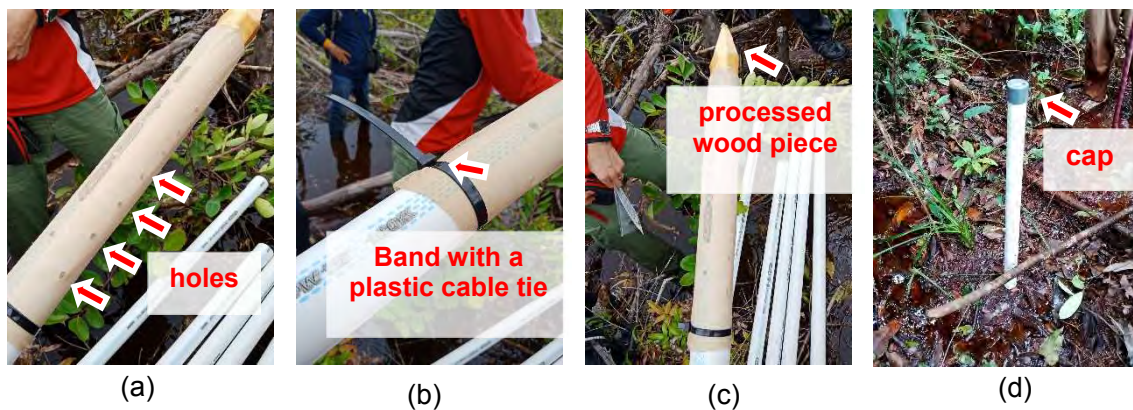 holes
Band with a
plastic cable tie
processed
wood piece
cap
(a)
(b)
(c)
(d)